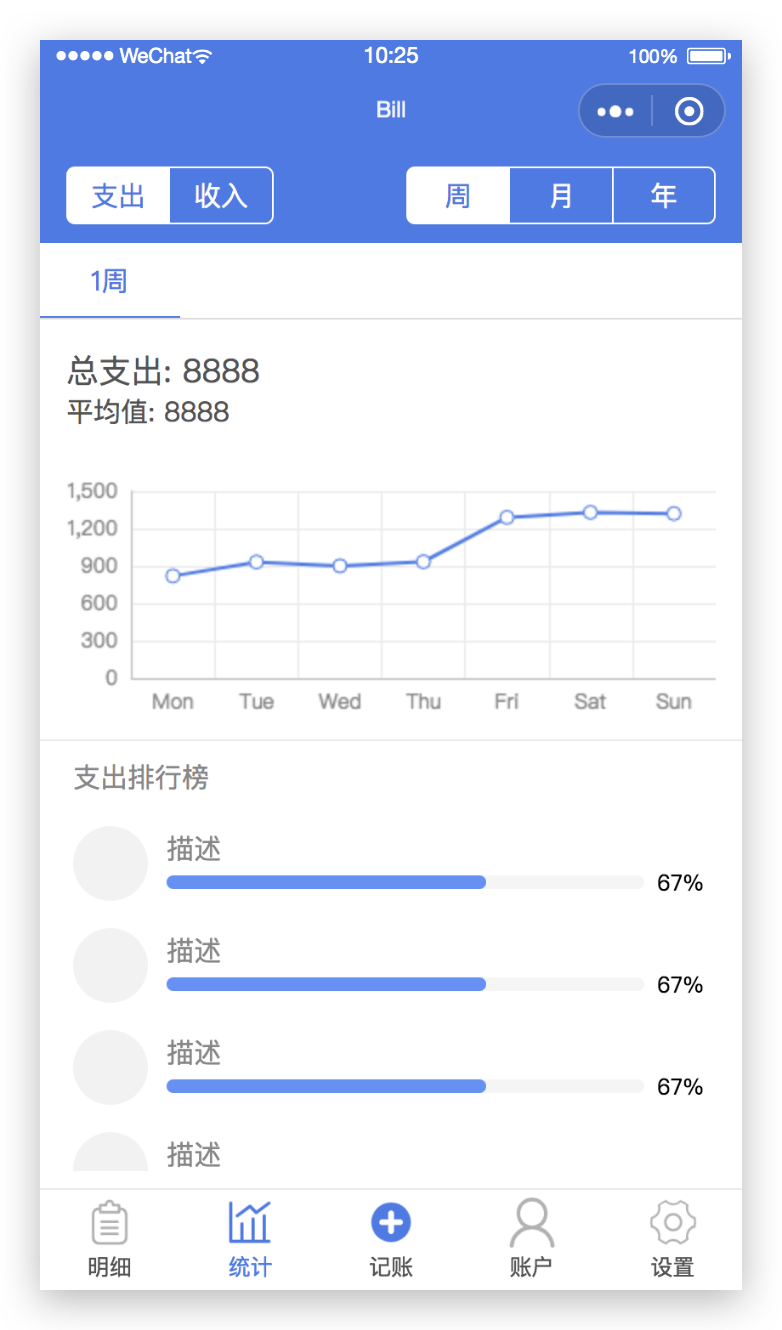 WeChat 10:25 100%
Bill
支出 收入 周 月 年
1周
总支出: 8888
平均值: 8888
1,500
1,200
900
600
300
0
Mon Tue Wed Thu Fri Sat Sun
支出排行榜
描述
67%
描述
67%
描述
67%
描述
明细 统计 记账 账户 设置